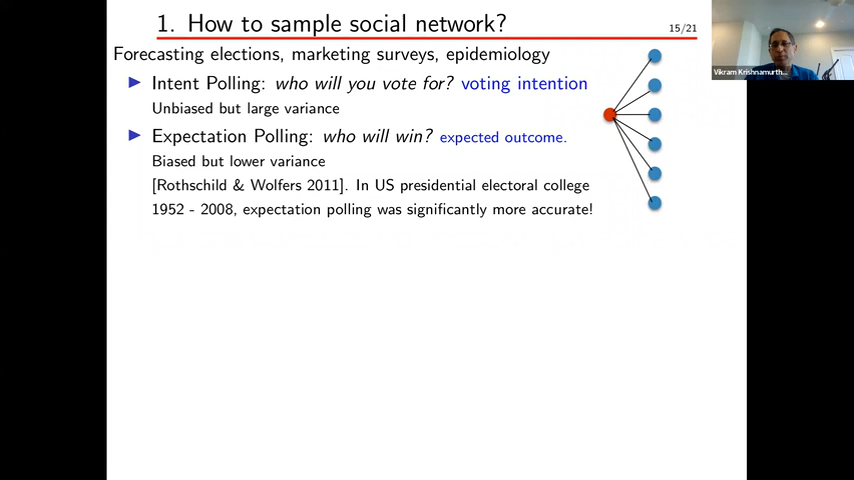 1. How to sample social network?
15/21
Vikram Krishnamurth...
Forecasting elections, marketing surveys, epidemiology
Intent Polling: who will you vote for? voting intention
Unbiased but large variance
Expectation Polling: who will win? expected outcome.
Biased but lower variance
[Rothschild & Wolfers 2011]. In US presidential electoral college
1952 - 2008, expectation polling was significantly more accurate!